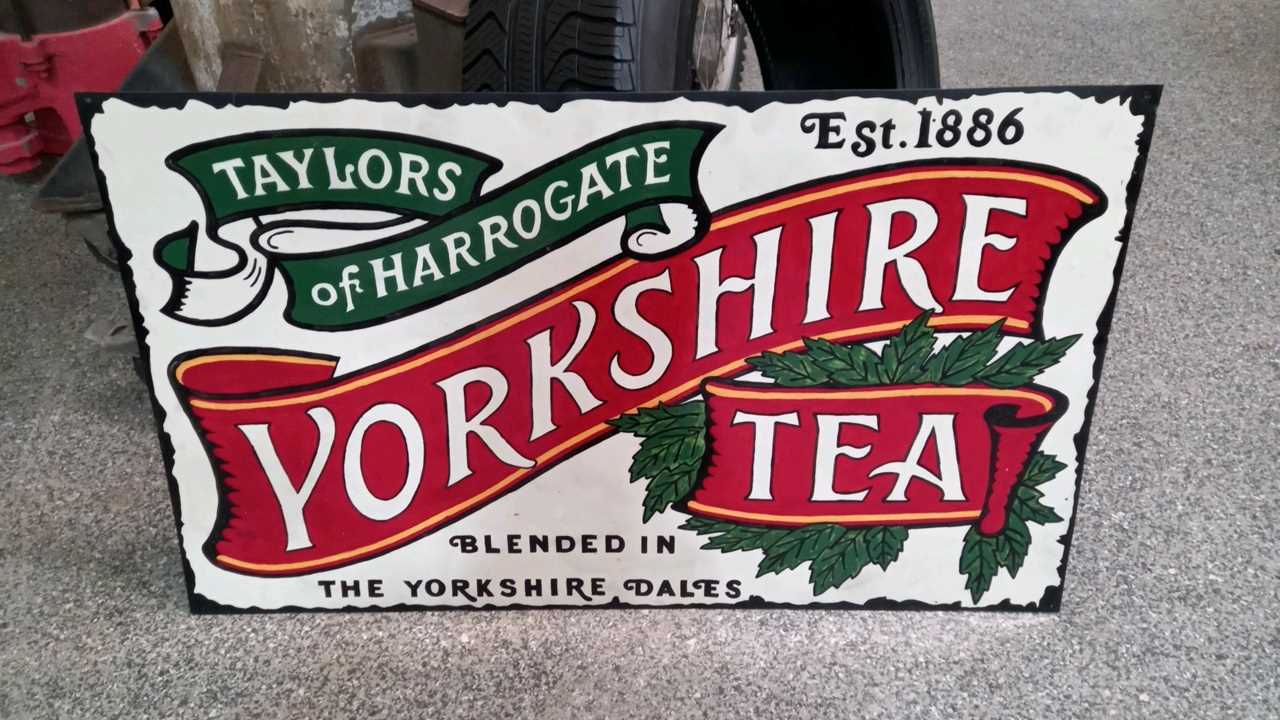 TAYLORS
of HARROGATE
Est. 1886
YORKSHIRE
TEA
BLENDED IN
THE YORKSHIRE DALES